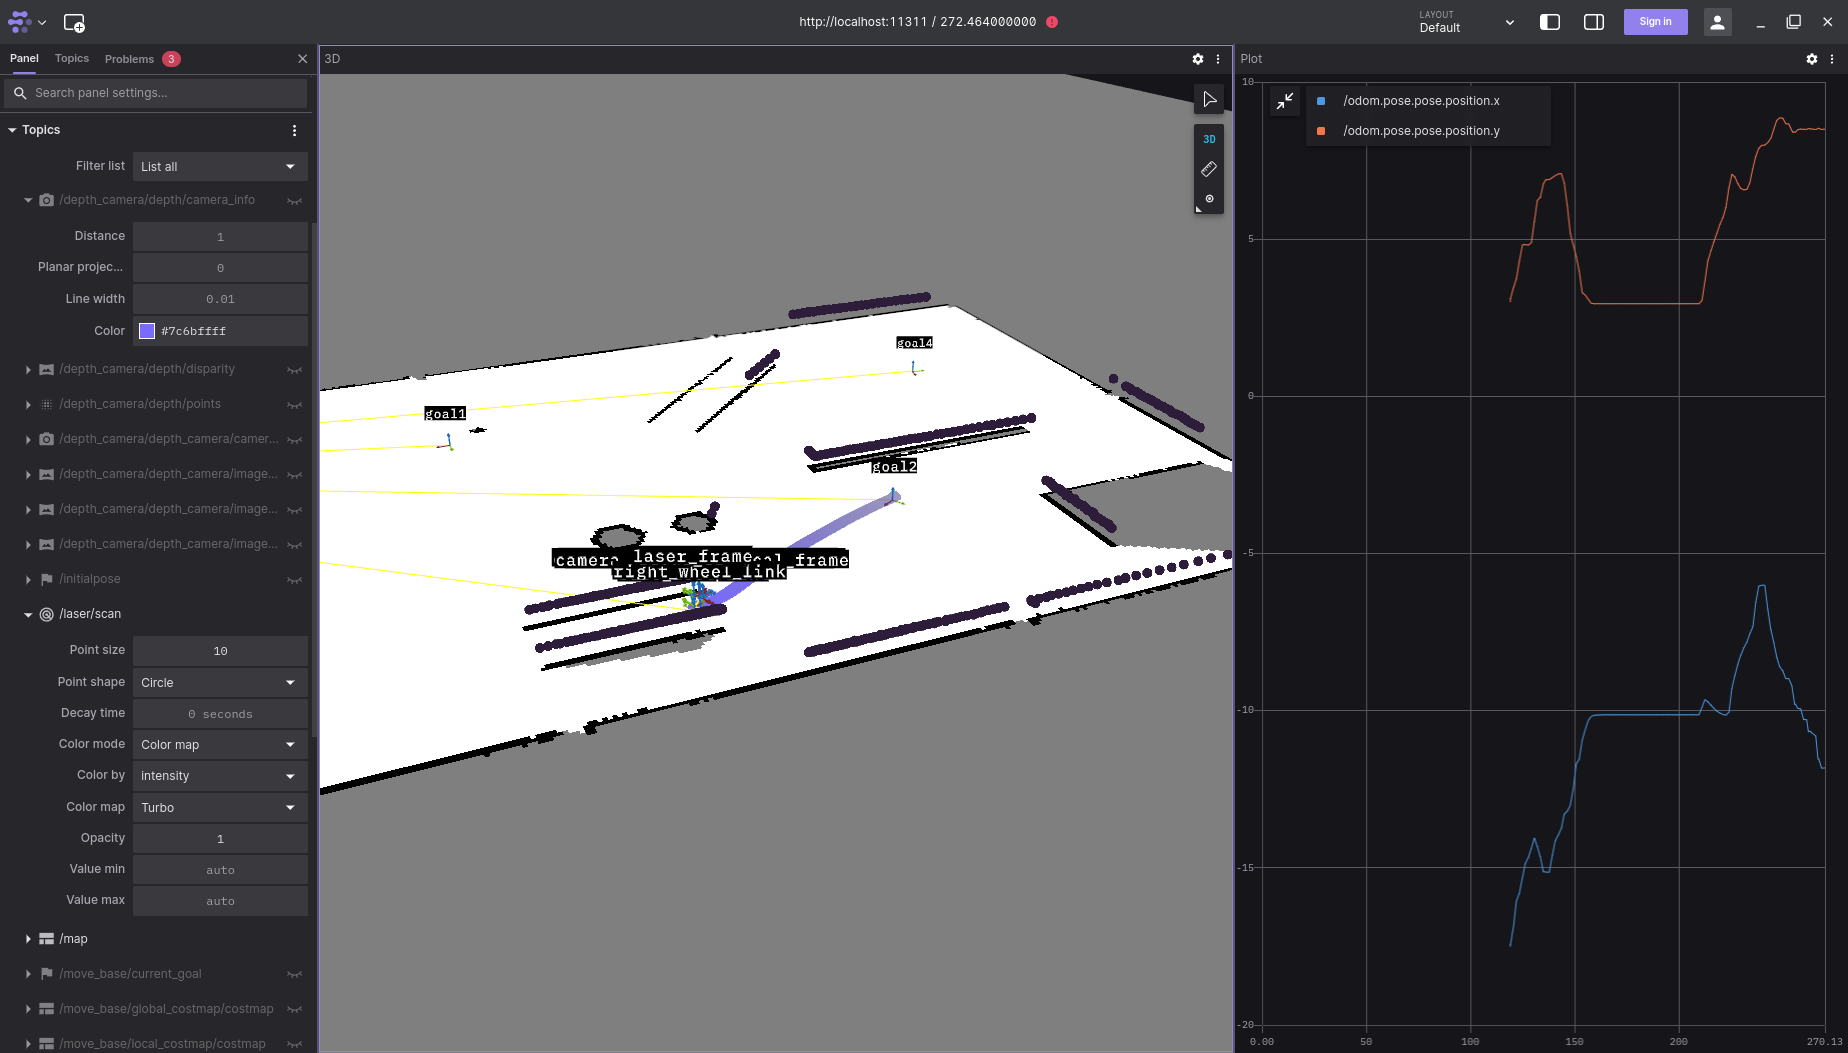 http://localhost:11311 / 272.464000000
LAYOUT
Default
Sign in
Panel
Topics
Problems
3
Search panel settings...
Topics
Filter list
List all
/depth_camera/depth/camera_info
Distance
1
Planar projec...
0
Line width
0.01
Color
#7c6bffff
/depth_camera/depth/disparity
/depth_camera/depth/points
/depth_camera/depth_camera/camer...
/depth_camera/depth_camera/image...
/depth_camera/depth_camera/image...
/depth_camera/depth_camera/image...
/initialpose
/laser/scan
Point size
10
Point shape
Circle
Decay time
0 seconds
Color mode
Color map
Color by
intensity
Color map
Turbo
Opacity
1
Value min
auto
Value max
auto
/map
/move_base/current_goal
/move_base/global_costmap/costmap
/move_base/local_costmap/costmap
3D
3D
goal4
goal1
goal2
camera
laser_frame
frame
right_wheel_link
Plot
/odom.pose.pose.position.x
/odom.pose.pose.position.y
10
5
0
-5
-10
-15
-20
0.00
50
100
150
200
270.13